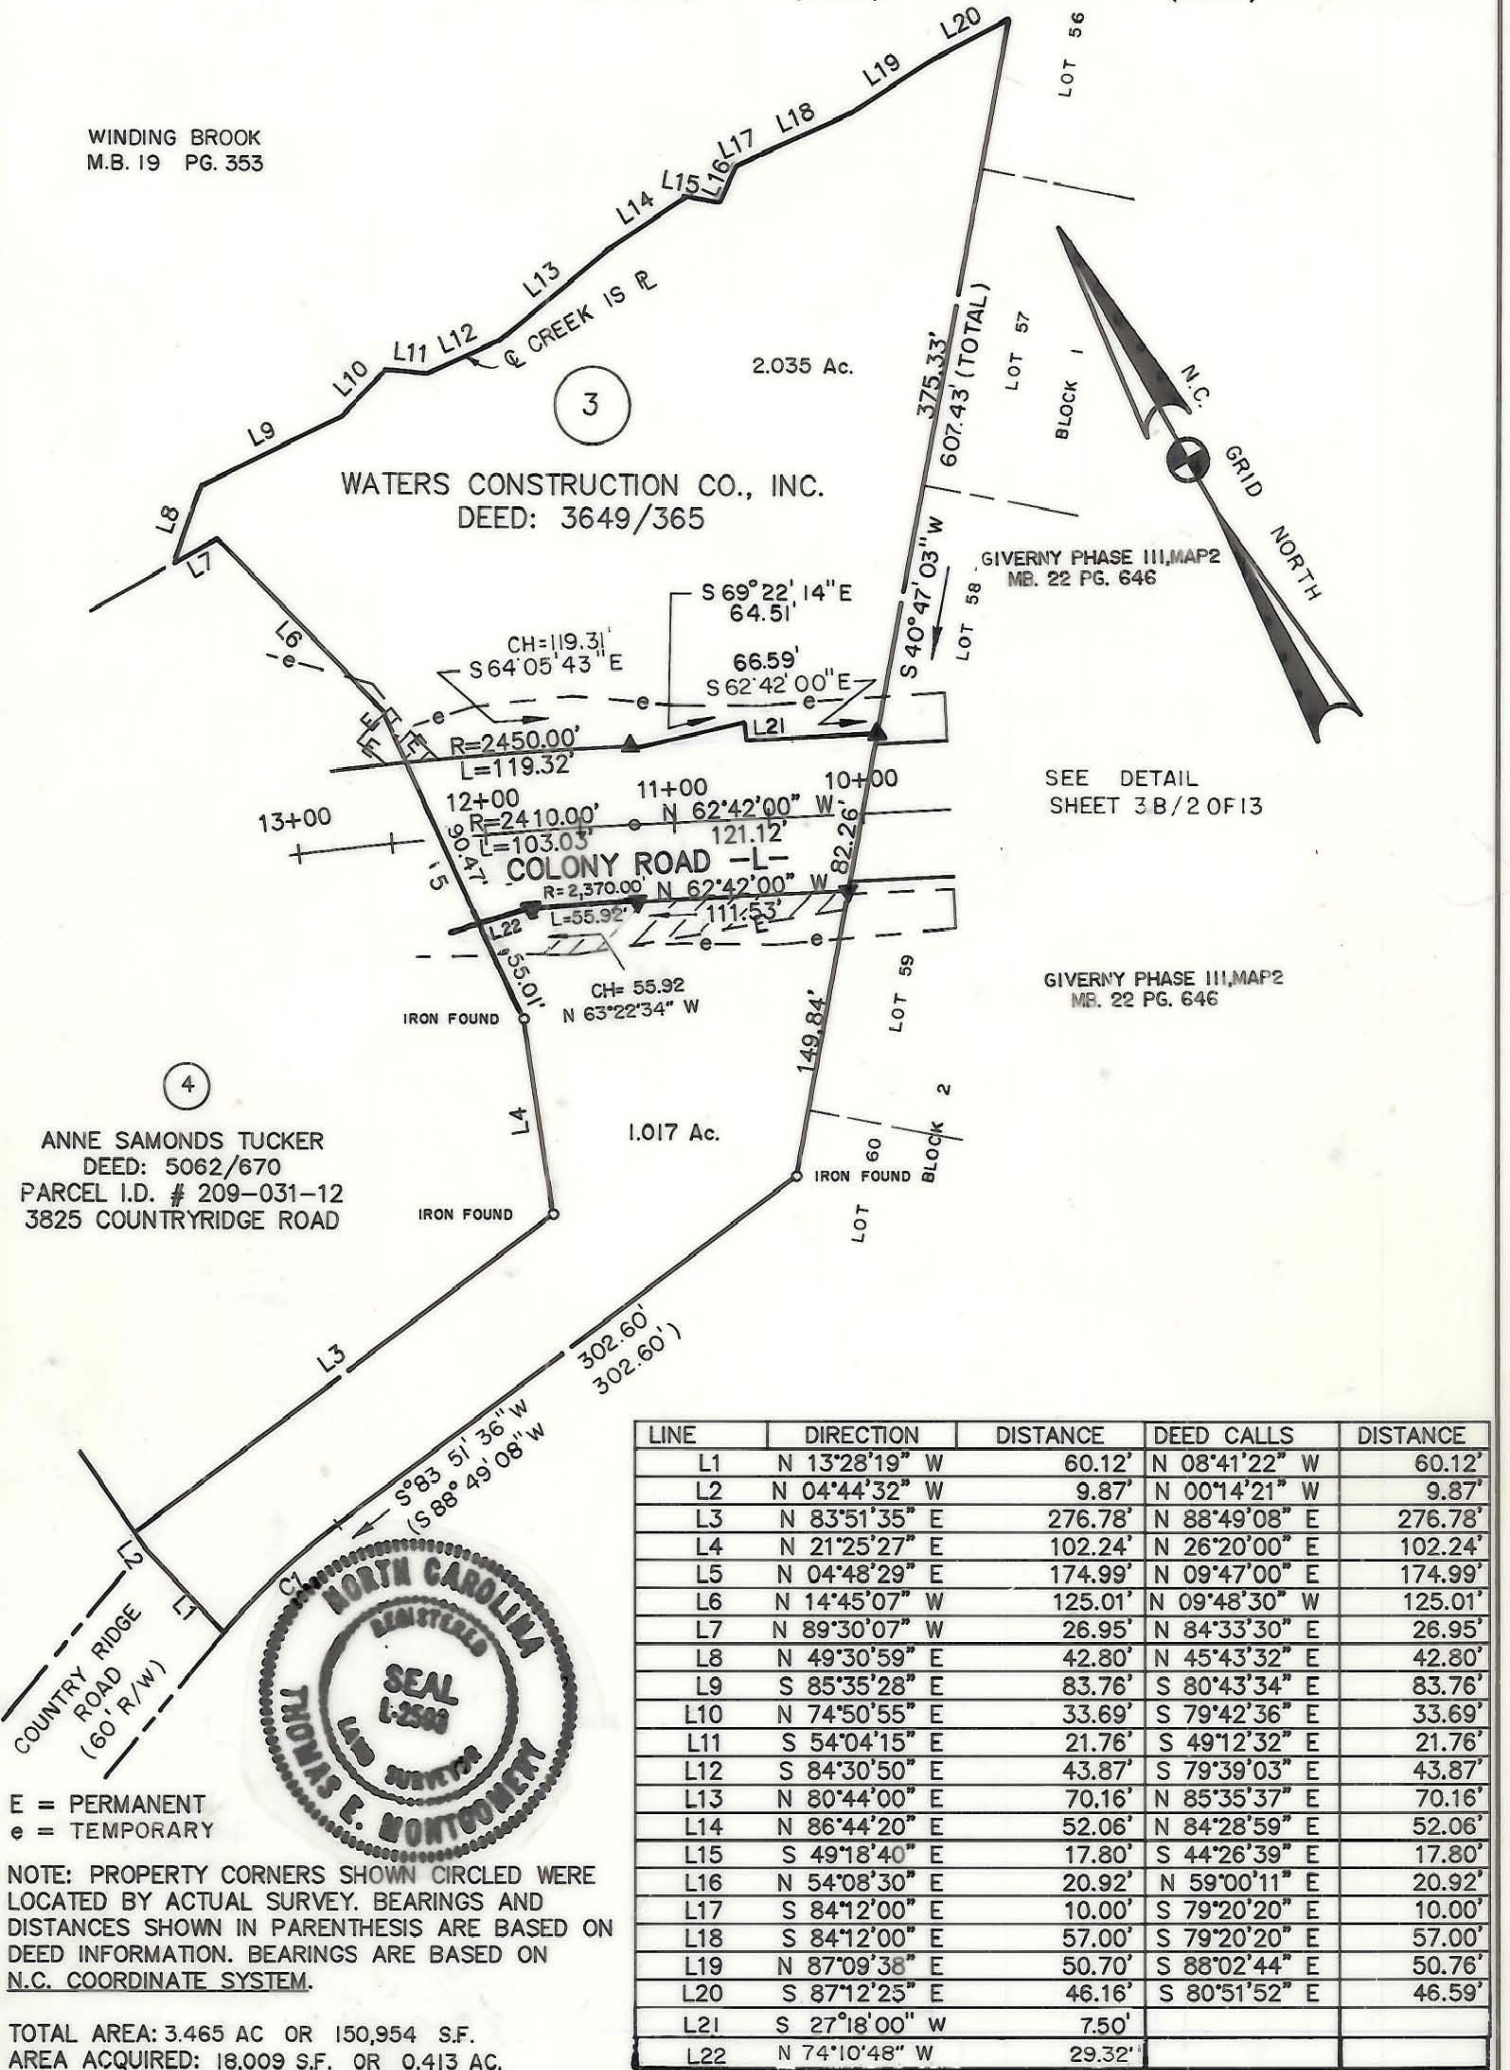 L20
LOT 56
L19
WINDING BROOK
M.B. 19 PG. 353
L18
L17
L16
L15
L14
L13
℄ CREEK IS ℙL
L12
L11
L10
L9
L8
L7
L6
2.035 Ac.
375.33'
607.43' (TOTAL)
LOT 57
BLOCK 1
N.C. GRID NORTH
3
WATERS CONSTRUCTION CO., INC.
DEED: 3649/365
S 40°47'03" W
LOT 58
GIVERNY PHASE III,MAP2
MB. 22 PG. 646
S 69°22'14"E
64.51'
CH=119.31'
S 64°05'43"E
66.59'
S 62°42'00"E
e
e
e
e
E
E
E
L21
R=2450.00'
L=119.32'
13+00
12+00
11+00
10+00
R=2410.00'
L=103.03'
N 62°42'00" W
121.12'
SEE DETAIL
SHEET 3B/2 OF 13
90.47'
82.26'
COLONY ROAD -L-
R=2,370.00'
L=55.92'
N 62°42'00" W
111.53'
L22
E
e
e
55.01'
CH= 55.92
N 63°22'34" W
IRON FOUND
149.84'
LOT 59
GIVERNY PHASE III,MAP2
MB. 22 PG. 646
4
ANNE SAMONDS TUCKER
DEED: 5062/670
PARCEL I.D. # 209-031-12
3825 COUNTRYRIDGE ROAD
L4
1.017 Ac.
IRON FOUND
IRON FOUND
LOT 60
BLOCK 2
L3
302.60'
302.60')
S°83 51' 36" W
(S 88° 49' 08" W
L2
L1
C1
COUNTRY RIDGE
ROAD
(60' R/W)
NORTH CAROLINA
REGISTERED
SEAL
LAND SURVEYOR
THOMAS E. MONTGOMERY
E = PERMANENT
e = TEMPORARY
NOTE: PROPERTY CORNERS SHOWN CIRCLED WERE
LOCATED BY ACTUAL SURVEY. BEARINGS AND
DISTANCES SHOWN IN PARENTHESIS ARE BASED ON
DEED INFORMATION. BEARINGS ARE BASED ON
N.C. COORDINATE SYSTEM.
TOTAL AREA: 3.465 AC OR 150,954 S.F.
AREA ACQUIRED: 18,009 S.F. OR 0.413 AC.
LINE DIRECTION DISTANCE DEED CALLS DISTANCE
L1 N 13°28'19" W 60.12' N 08°41'22" W 60.12'
L2 N 04°44'32" W 9.87' N 00°14'21" W 9.87'
L3 N 83°51'35" E 276.78' N 88°49'08" E 276.78'
L4 N 21°25'27" E 102.24' N 26°20'00" E 102.24'
L5 N 04°48'29" E 174.99' N 09°47'00" E 174.99'
L6 N 14°45'07" W 125.01' N 09°48'30" W 125.01'
L7 N 89°30'07" W 26.95' N 84°33'30" E 26.95'
L8 N 49°30'59" E 42.80' N 45°43'32" E 42.80'
L9 S 85°35'28" E 83.76' S 80°43'34" E 83.76'
L10 N 74°50'55" E 33.69' S 79°42'36" E 33.69'
L11 S 54°04'15" E 21.76' S 49°12'32" E 21.76'
L12 S 84°30'50" E 43.87' S 79°39'03" E 43.87'
L13 N 80°44'00" E 70.16' N 85°35'37" E 70.16'
L14 N 86°44'20" E 52.06' N 84°28'59" E 52.06'
L15 S 49°18'40" E 17.80' S 44°26'39" E 17.80'
L16 N 54°08'30" E 20.92' N 59°00'11" E 20.92'
L17 S 84°12'00" E 10.00' S 79°20'20" E 10.00'
L18 S 84°12'00" E 57.00' S 79°20'20" E 57.00'
L19 N 87°09'38" E 50.70' S 88°02'44" E 50.76'
L20 S 87°12'25" E 46.16' S 80°51'52" E 46.59'
L21 S 27°18'00" W 7.50'
L22 N 74°10'48" W 29.32'